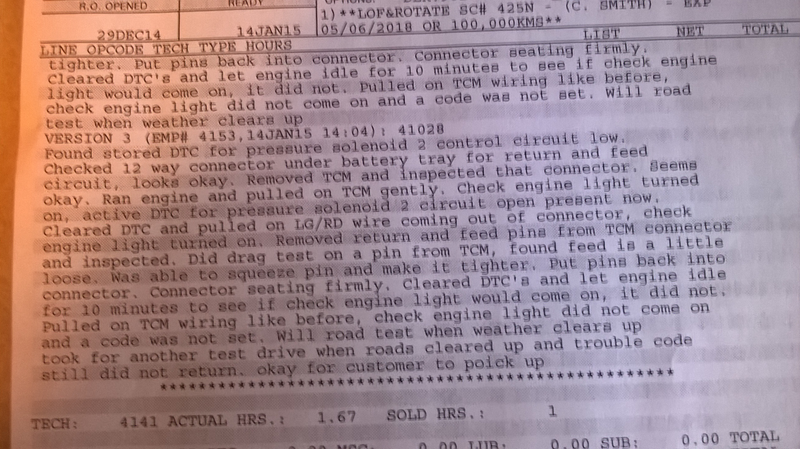 R.O. OPENED READY
1)**LOF&ROTATE SC# 425N - (C. SMITH) - EXP
29DEC14 14JAN15 05/06/2018 OR 100,000KMS**
LINE OPCODE TECH TYPE HOURS LIST NET TOTAL
tighter. Put pins back into connector. Connector seating firmly.
Cleared DTC's and let engine idle for 10 minutes to see if check engine
light would come on, it did not. Pulled on TCM wiring like before,
check engine light did not come on and a code was not set. Will road
test when weather clears up
VERSION 3 (EMP# 4153,14JAN15 14:04): 41028
Found stored DTC for pressure solenoid 2 control circuit low.
Checked 12 way connector under battery tray for return and feed
circuit, looks okay. Removed TCM and inspected that connector. Seems
okay. Ran engine and pulled on TCM gently. Check engine light turned
on, active DTC for pressure solenoid 2 circuit open present now.
Cleared DTC and pulled on LG/RD wire coming out of connector, check
engine light turned on. Removed return and feed pins from TCM connector
and inspected. Did drag test on a pin from TCM, found feed is a little
loose. Was able to squeeze pin and make it tighter. Put pins back into
connector. Connector seating firmly. Cleared DTC's and let engine idle
for 10 minutes to see if check engine light would come on, it did not.
Pulled on TCM wiring like before, check engine light did not come on
and a code was not set. Will road test when weather clears up
took for another test drive when roads cleared up and trouble code
still did not return. okay for customer to poick up
***************************************************
TECH: 4141 ACTUAL HRS.: 1.67 SOLD HRS.: 1
0.00 LUB: 0.00 SUB: 0.00 TOTAL